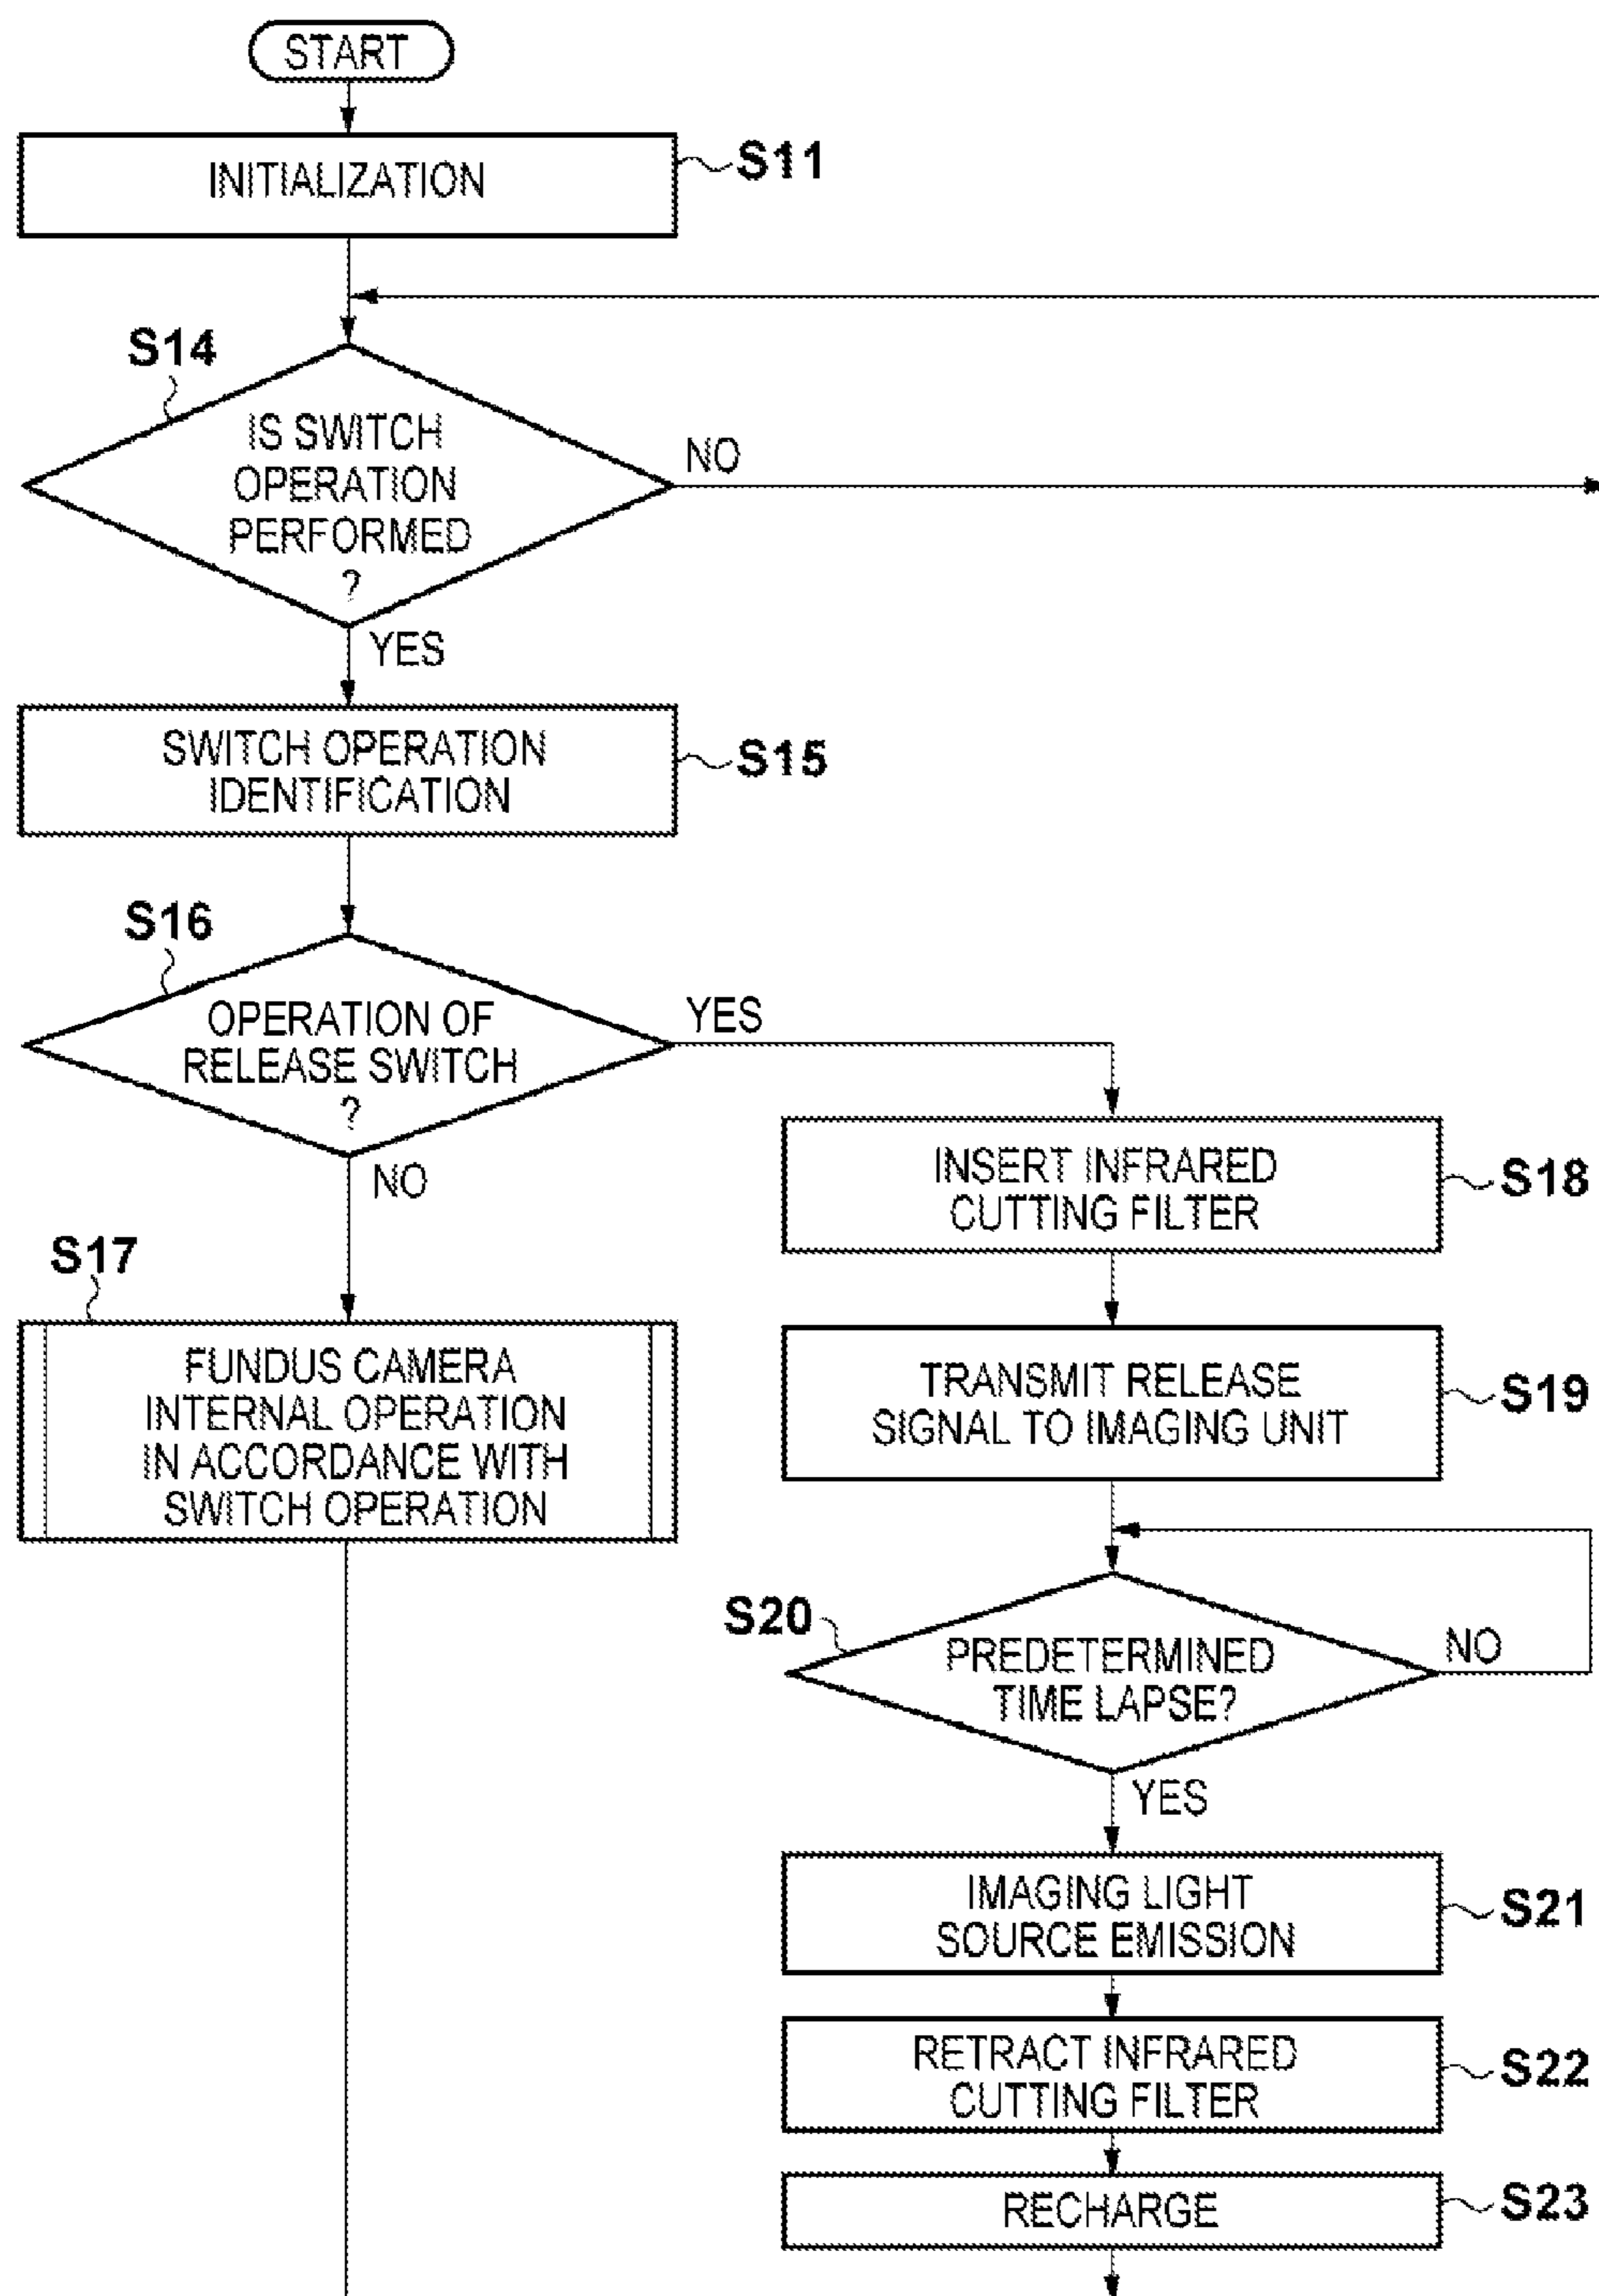 START
INITIALIZATION
S11
S14
IS SWITCH
OPERATION
PERFORMED
?
NO
YES
SWITCH OPERATION
IDENTIFICATION
S15
S16
OPERATION OF
RELEASE SWITCH
?
YES
NO
S17
FUNDUS CAMERA
INTERNAL OPERATION
IN ACCORDANCE WITH
SWITCH OPERATION
INSERT INFRARED
CUTTING FILTER
S18
TRANSMIT RELEASE
SIGNAL TO IMAGING UNIT
S19
S20
PREDETERMINED
TIME LAPSE?
NO
YES
IMAGING LIGHT
SOURCE EMISSION
S21
RETRACT INFRARED
CUTTING FILTER
S22
RECHARGE
S23